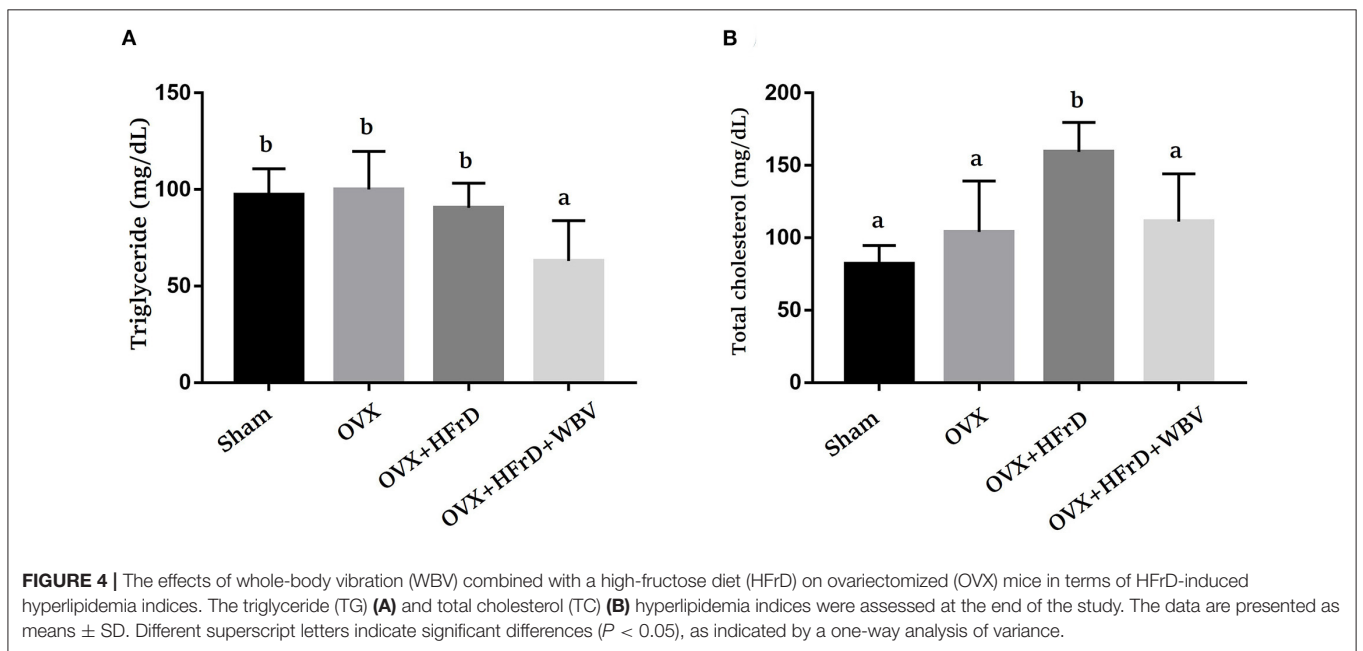 A
B
150
100
50
0
Triglyceride (mg/dL)
b
b
b
a
Sham
OVX
OVX+HFrD
OVX+HFrD+WBV
200
150
100
50
0
Total cholesterol (mg/dL)
a
a
b
a
Sham
OVX
OVX+HFrD
OVX+HFrD+WBV
FIGURE 4 | The effects of whole-body vibration (WBV) combined with a high-fructose diet (HFrD) on ovariectomized (OVX) mice in terms of HFrD-induced
hyperlipidemia indices. The triglyceride (TG) (A) and total cholesterol (TC) (B) hyperlipidemia indices were assessed at the end of the study. The data are presented as
means ± SD. Different superscript letters indicate significant differences (P < 0.05), as indicated by a one-way analysis of variance.